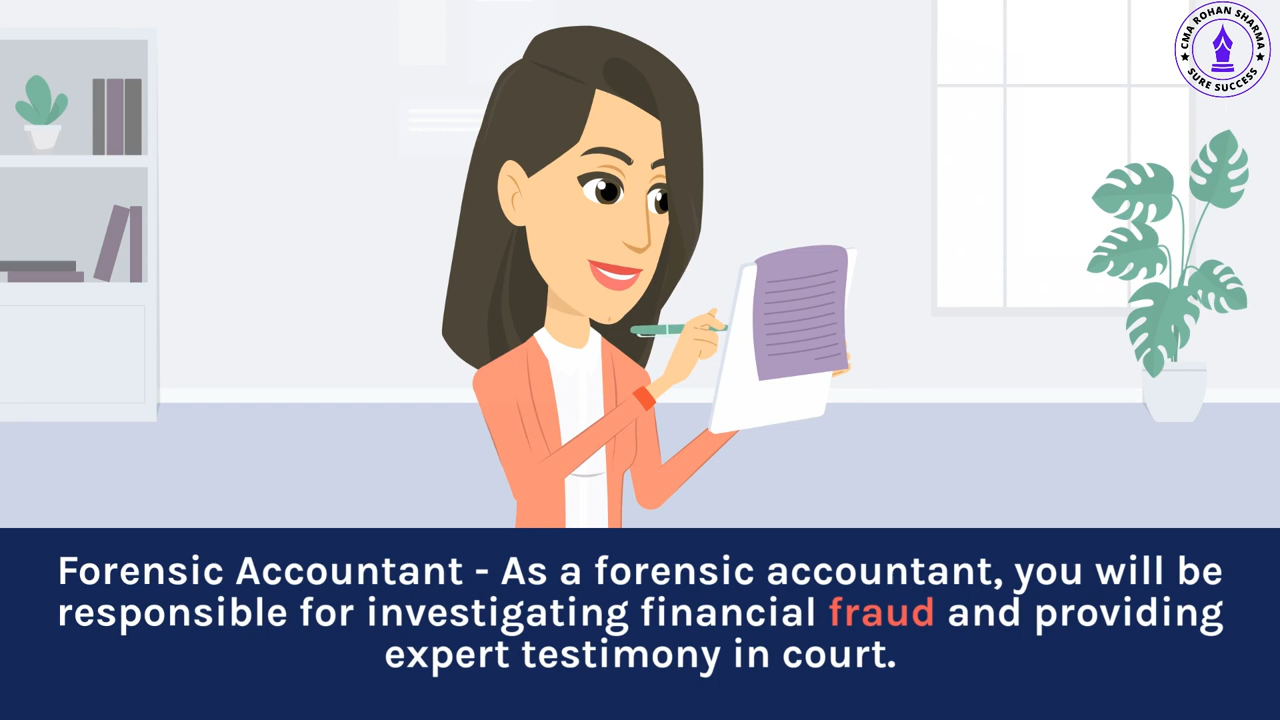 CMA ROHAN SHARMA
SURE SUCCESS
Forensic Accountant - As a forensic accountant, you will be
responsible for investigating financial fraud and providing
expert testimony in court.